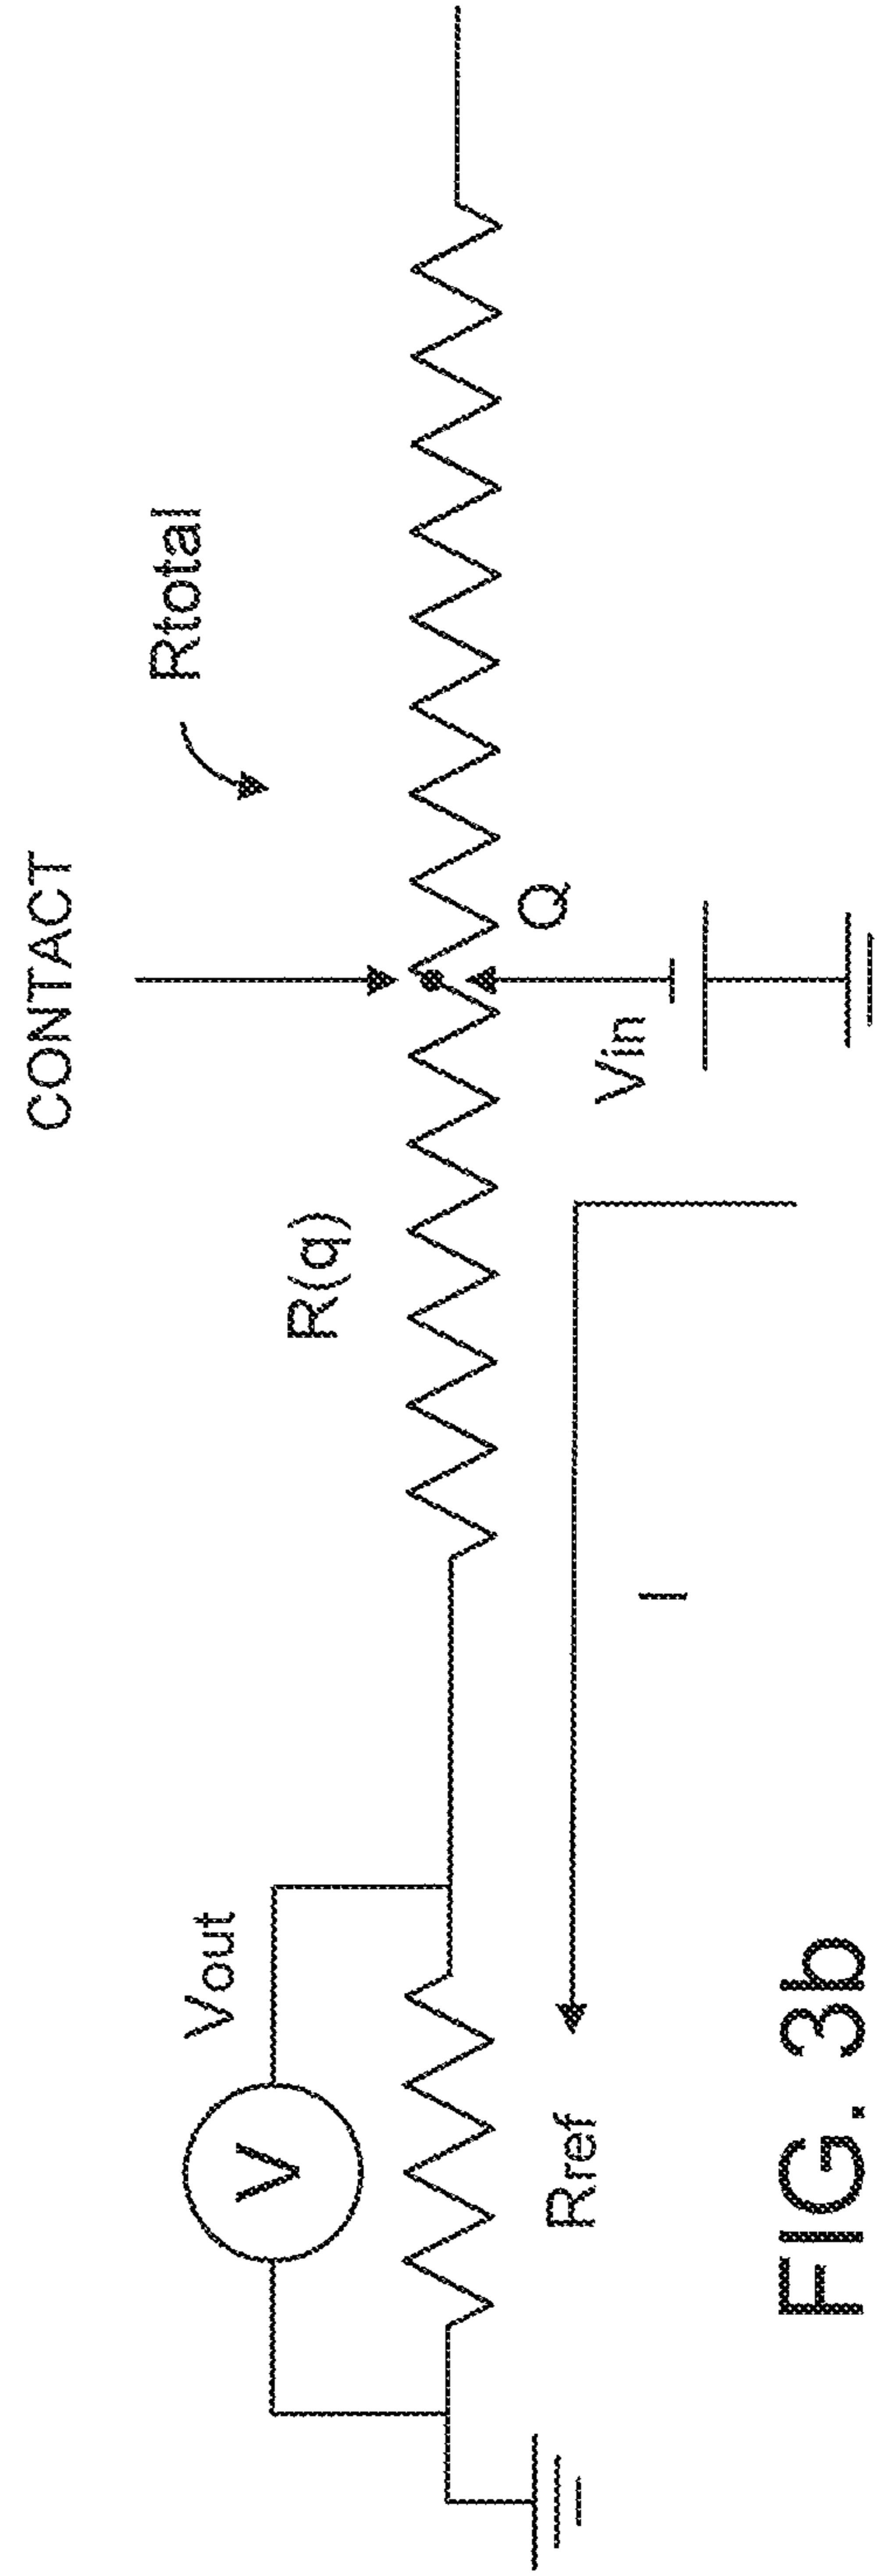 CONTACT
Rtotal
R(q)
Q
Vin
Vout
V
Rref
I
FIG. 3b